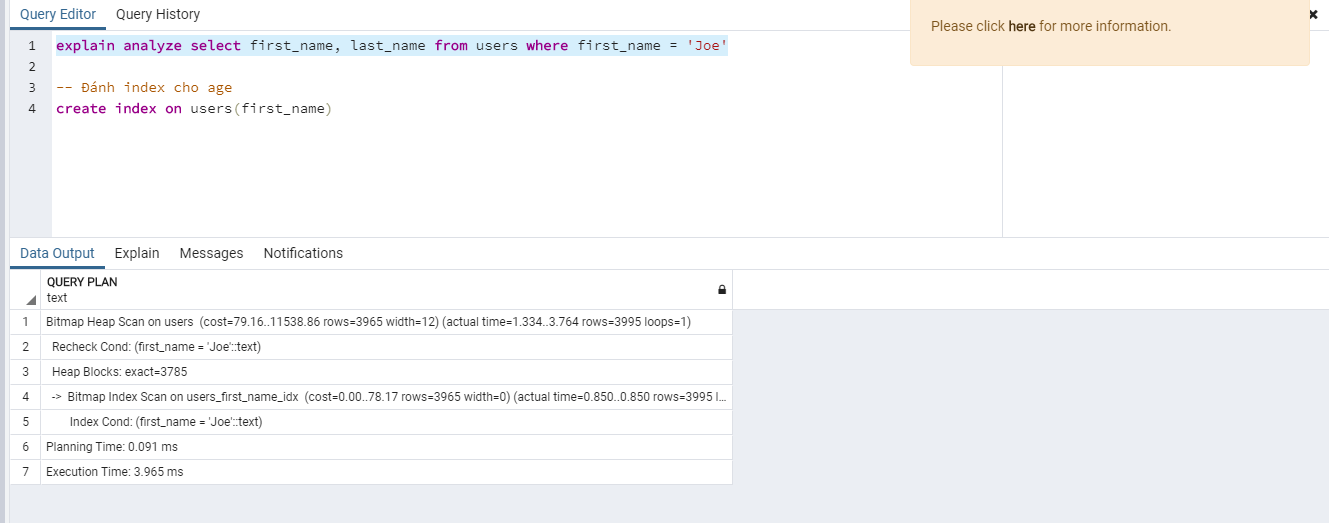 Query Editor Query History
Please click here for more information.
1 explain analyze select first_name, last_name from users where first_name = 'Joe'
2
3 -- Đánh index cho age
4 create index on users(first_name)
Data Output Explain Messages Notifications
QUERY PLAN
text
1 Bitmap Heap Scan on users (cost=79.16..11538.86 rows=3965 width=12) (actual time=1.334..3.764 rows=3995 loops=1)
2 Recheck Cond: (first_name = 'Joe'::text)
3 Heap Blocks: exact=3785
4 -> Bitmap Index Scan on users_first_name_idx (cost=0.00..78.17 rows=3965 width=0) (actual time=0.850..0.850 rows=3995 l...
5 Index Cond: (first_name = 'Joe'::text)
6 Planning Time: 0.091 ms
7 Execution Time: 3.965 ms